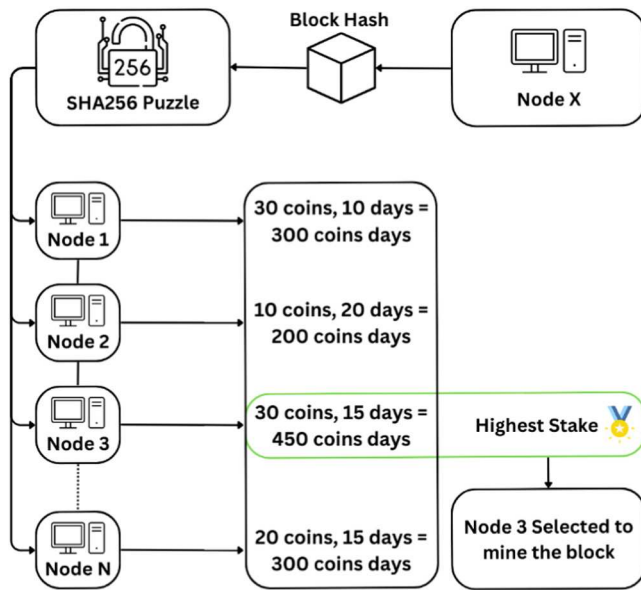 Block Hash
256
SHA256 Puzzle
Node X
Node 1
30 coins, 10 days =
300 coins days
Node 2
10 coins, 20 days =
200 coins days
Node 3
30 coins, 15 days =
450 coins days
Highest Stake
Node N
20 coins, 15 days =
300 coins days
Node 3 Selected to
mine the block